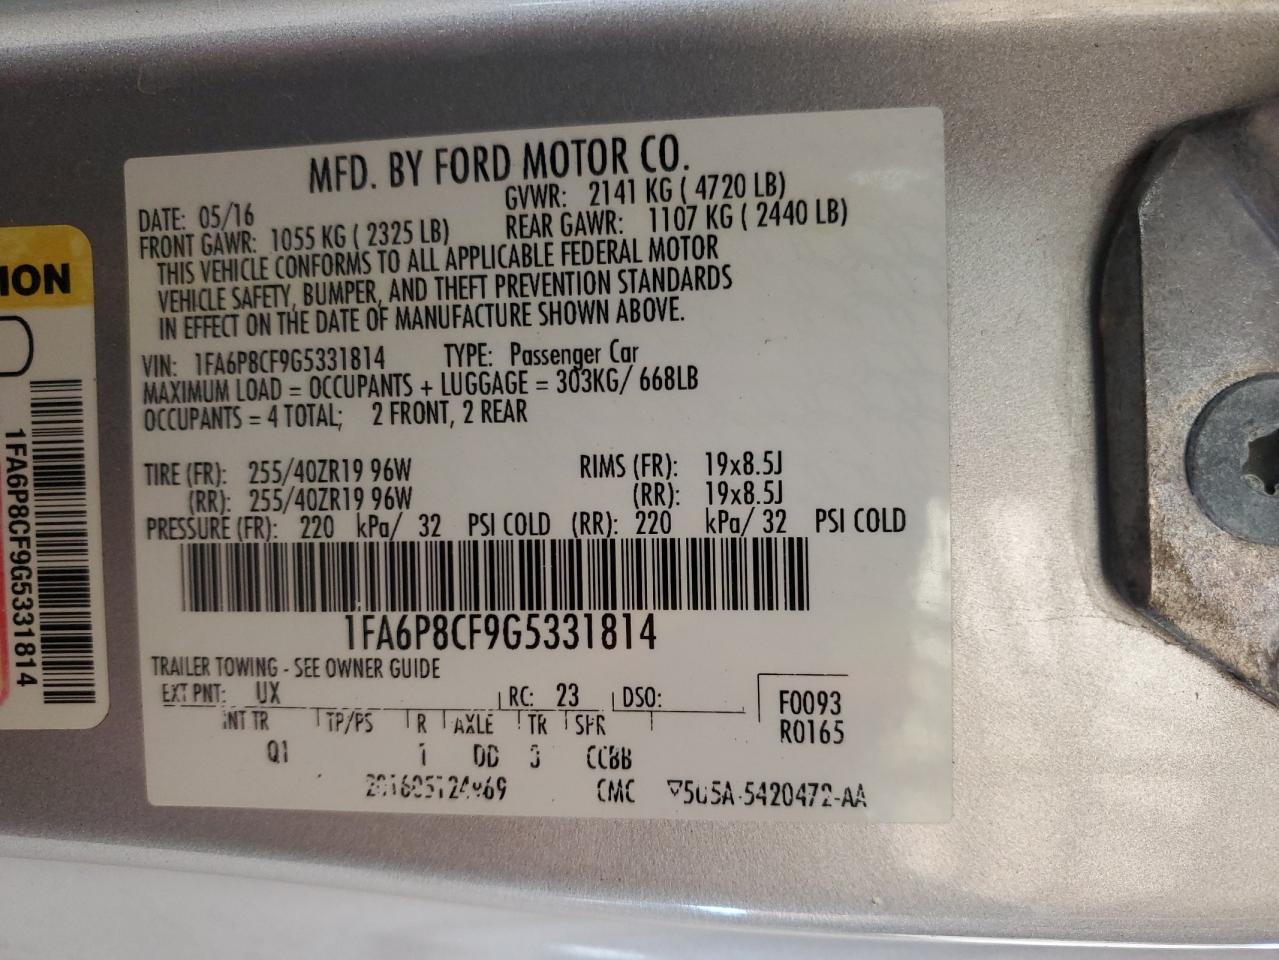 MFD. BY FORD MOTOR CO.
DATE: 05/16 GVWR: 2141 KG ( 4720 LB)
FRONT GAWR: 1055 KG ( 2325 LB) REAR GAWR: 1107 KG ( 2440 LB)
THIS VEHICLE CONFORMS TO ALL APPLICABLE FEDERAL MOTOR
VEHICLE SAFETY, BUMPER, AND THEFT PREVENTION STANDARDS
IN EFFECT ON THE DATE OF MANUFACTURE SHOWN ABOVE.
VIN: 1FA6P8CF9G5331814 TYPE: Passenger Car
MAXIMUM LOAD = OCCUPANTS + LUGGAGE = 303KG/ 668LB
OCCUPANTS = 4 TOTAL; 2 FRONT, 2 REAR
TIRE (FR): 255/40ZR19 96W RIMS (FR): 19x8.5J
(RR): 255/40ZR19 96W (RR): 19x8.5J
PRESSURE (FR): 220 kPa/ 32 PSI COLD (RR): 220 kPa/ 32 PSI COLD
1FA6P8CF9G5331814
TRAILER TOWING - SEE OWNER GUIDE
EXT PNT: UX RC: 23 DSO: F0093
INT TR TP/PS R AXLE TR SPR R0165
Q1 DD CCBB
CMC
ION
1FA6P8CF9G5331814